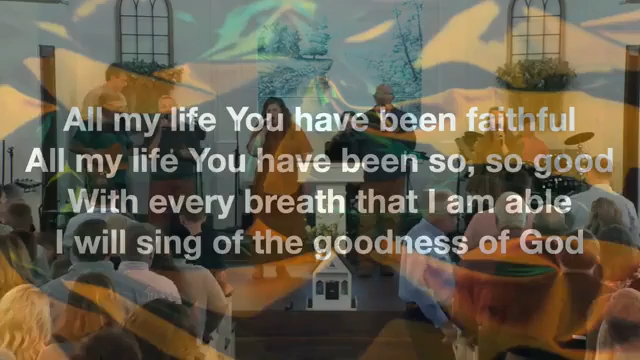 All my life You have been faithful
All my life You have been so, so good
With every breath that I am able
I will sing of the goodness of God